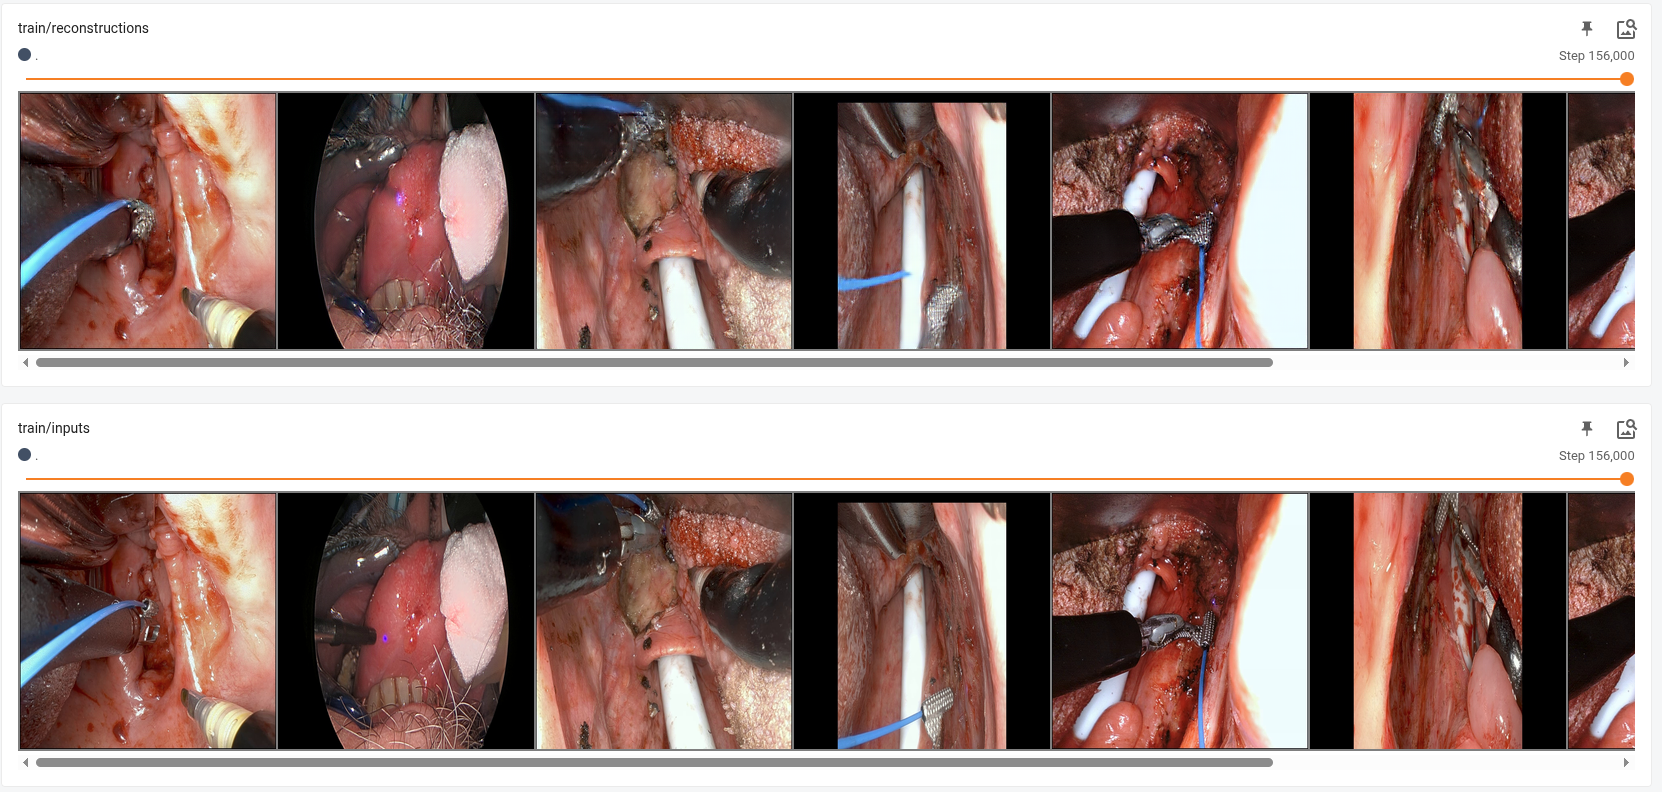 train/reconstructions
.
Step 156,000
train/inputs
.
Step 156,000